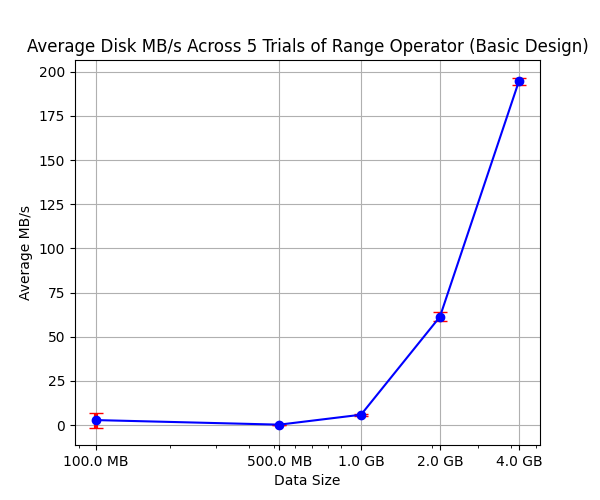 Average Disk MB/s Across 5 Trials of Range Operator (Basic Design)
200
175
150
125
100
75
50
25
0
Average MB/s
100.0 MB 500.0 MB 1.0 GB 2.0 GB 4.0 GB
Data Size